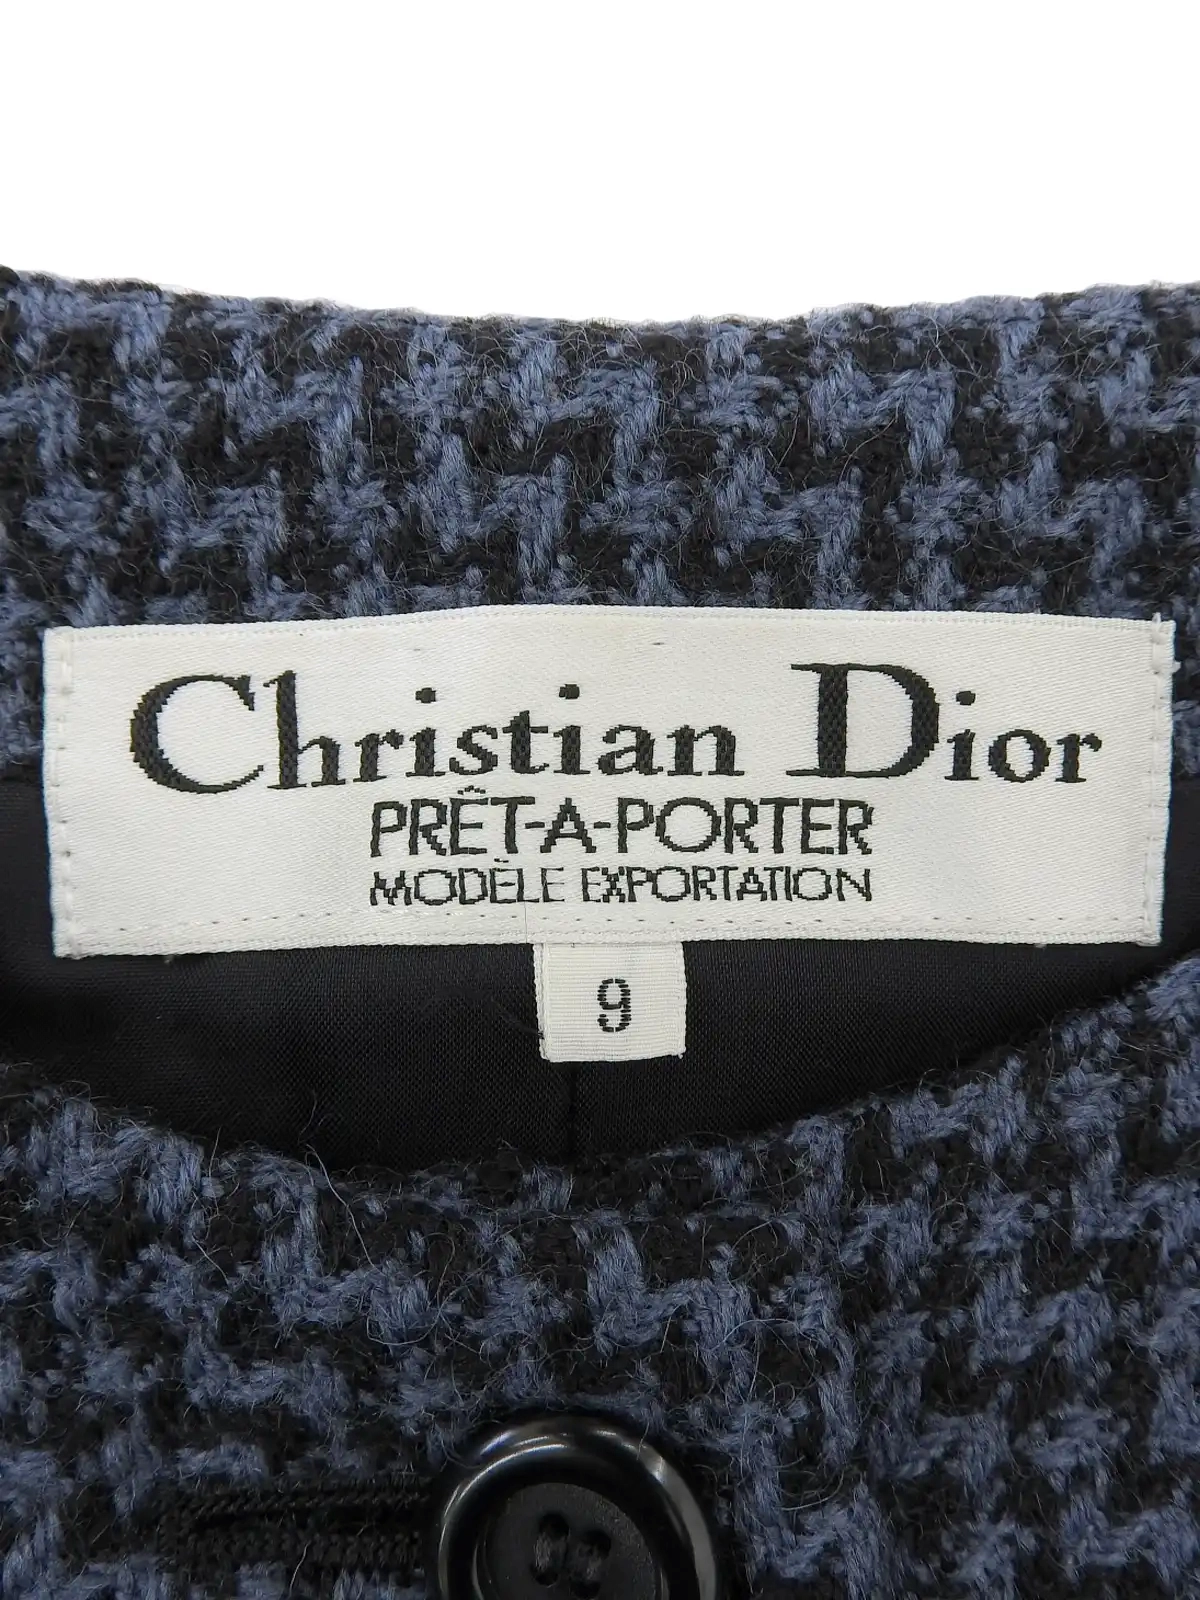 Christian Dior
PRÊT-A-PORTER
MODÈLE EXPORTATION
9